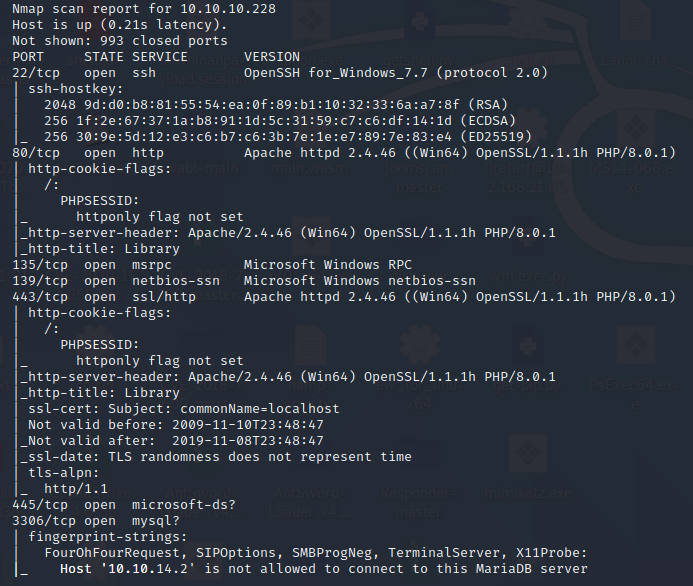 Nmap scan report for 10.10.10.228
Host is up (0.21s latency).
Not shown: 993 closed ports
PORT     STATE SERVICE       VERSION
22/tcp   open  ssh           OpenSSH for_Windows_7.7 (protocol 2.0)
| ssh-hostkey:
|   2048 9d:d0:b8:81:55:54:ea:0f:89:b1:10:32:33:6a:a7:8f (RSA)
|   256 1f:2e:67:37:1a:b8:91:1d:5c:31:59:c7:c6:df:14:1d (ECDSA)
|_  256 30:9e:5d:12:e3:c6:b7:c6:3b:7e:1e:e7:89:7e:83:e4 (ED25519)
80/tcp   open  http          Apache httpd 2.4.46 ((Win64) OpenSSL/1.1.1h PHP/8.0.1)
| http-cookie-flags:
|   /:
|     PHPSESSID:
|_      httponly flag not set
|_http-server-header: Apache/2.4.46 (Win64) OpenSSL/1.1.1h PHP/8.0.1
|_http-title: Library
135/tcp  open  msrpc         Microsoft Windows RPC
139/tcp  open  netbios-ssn   Microsoft Windows netbios-ssn
443/tcp  open  ssl/http      Apache httpd 2.4.46 ((Win64) OpenSSL/1.1.1h PHP/8.0.1)
| http-cookie-flags:
|   /:
|     PHPSESSID:
|_      httponly flag not set
|_http-server-header: Apache/2.4.46 (Win64) OpenSSL/1.1.1h PHP/8.0.1
|_http-title: Library
| ssl-cert: Subject: commonName=localhost
| Not valid before: 2009-11-10T23:48:47
|_Not valid after:  2019-11-08T23:48:47
|_ssl-date: TLS randomness does not represent time
| tls-alpn:
|_  http/1.1
445/tcp  open  microsoft-ds?
3306/tcp open  mysql?
| fingerprint-strings:
|   FourOhFourRequest, SIPOptions, SMBProgNeg, TerminalServer, X11Probe:
|_    Host '10.10.14.2' is not allowed to connect to this MariaDB server